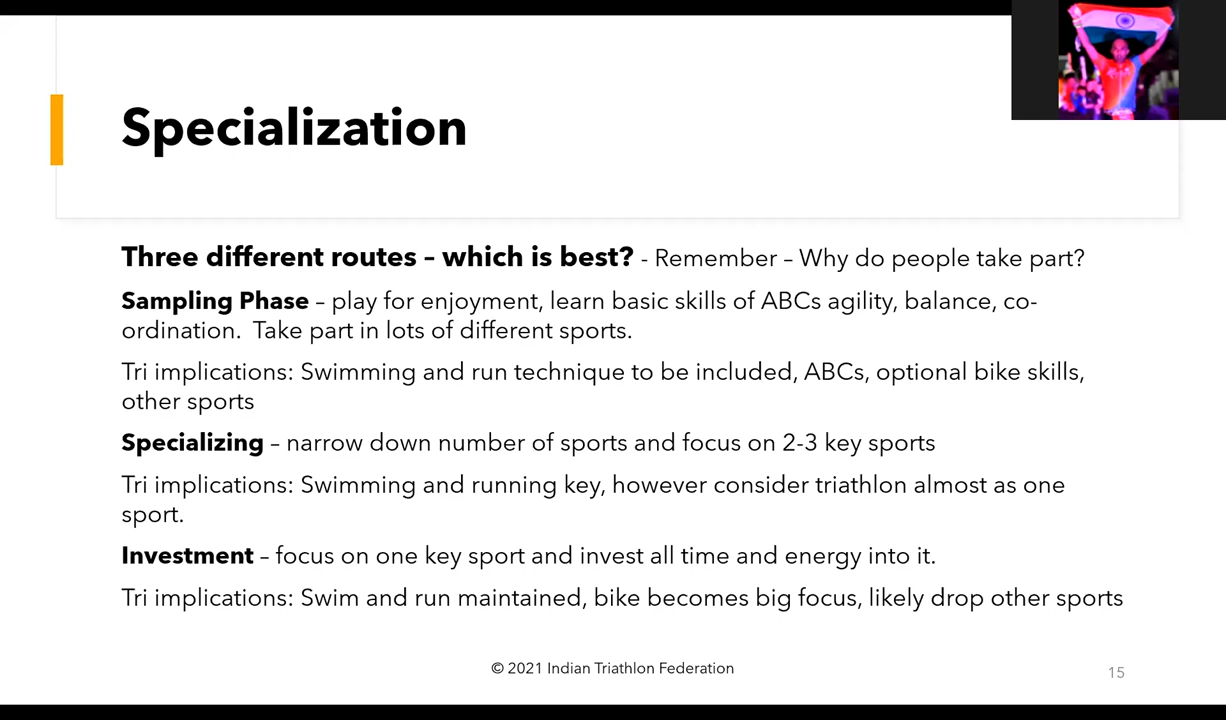 Specialization
Three different routes – which is best? - Remember – Why do people take part?
Sampling Phase – play for enjoyment, learn basic skills of ABCs agility, balance, co-
ordination.  Take part in lots of different sports.
Tri implications: Swimming and run technique to be included, ABCs, optional bike skills,
other sports
Specializing – narrow down number of sports and focus on 2-3 key sports
Tri implications: Swimming and running key, however consider triathlon almost as one
sport.
Investment – focus on one key sport and invest all time and energy into it.
Tri implications: Swim and run maintained, bike becomes big focus, likely drop other sports
© 2021 Indian Triathlon Federation
15